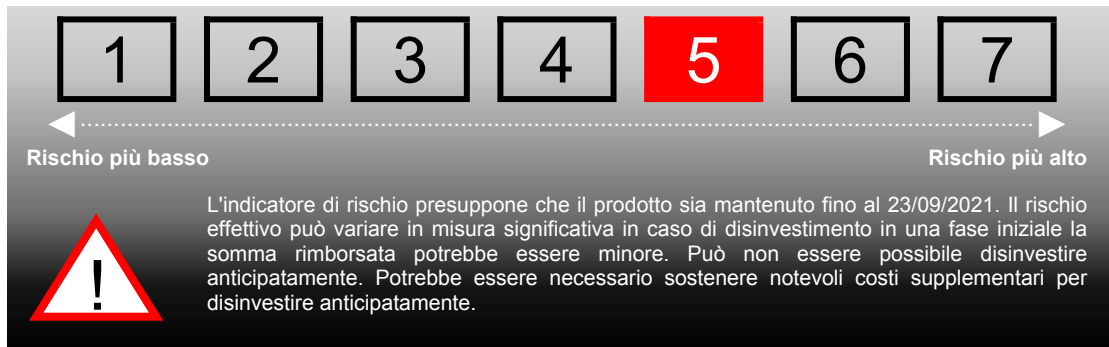 1 2 3 4 5 6 7
Rischio più basso Rischio più alto
L'indicatore di rischio presuppone che il prodotto sia mantenuto fino al 23/09/2021. Il rischio
effettivo può variare in misura significativa in caso di disinvestimento in una fase iniziale la
somma rimborsata potrebbe essere minore. Può non essere possibile disinvestire
anticipatamente. Potrebbe essere necessario sostenere notevoli costi supplementari per
disinvestire anticipatamente.
!